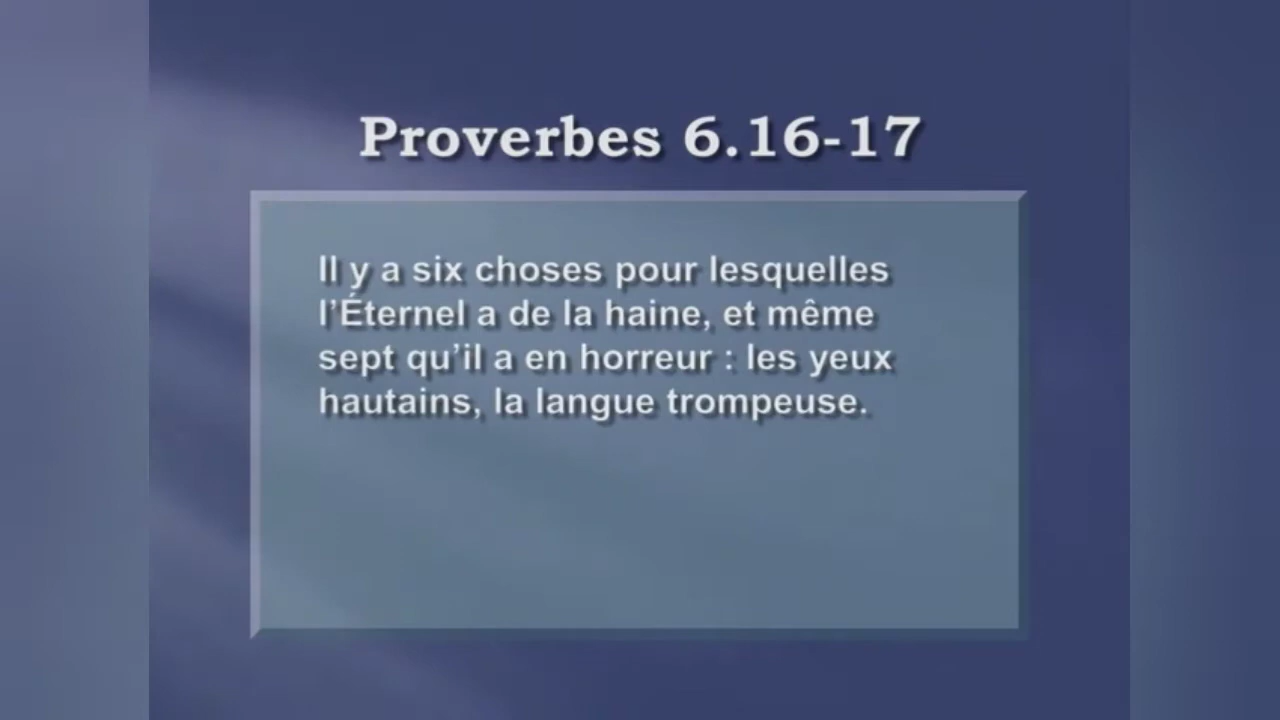 Proverbes 6.16-17
Il y a six choses pour lesquelles
l’Éternel a de la haine, et même
sept qu’il a en horreur : les yeux
hautains, la langue trompeuse.